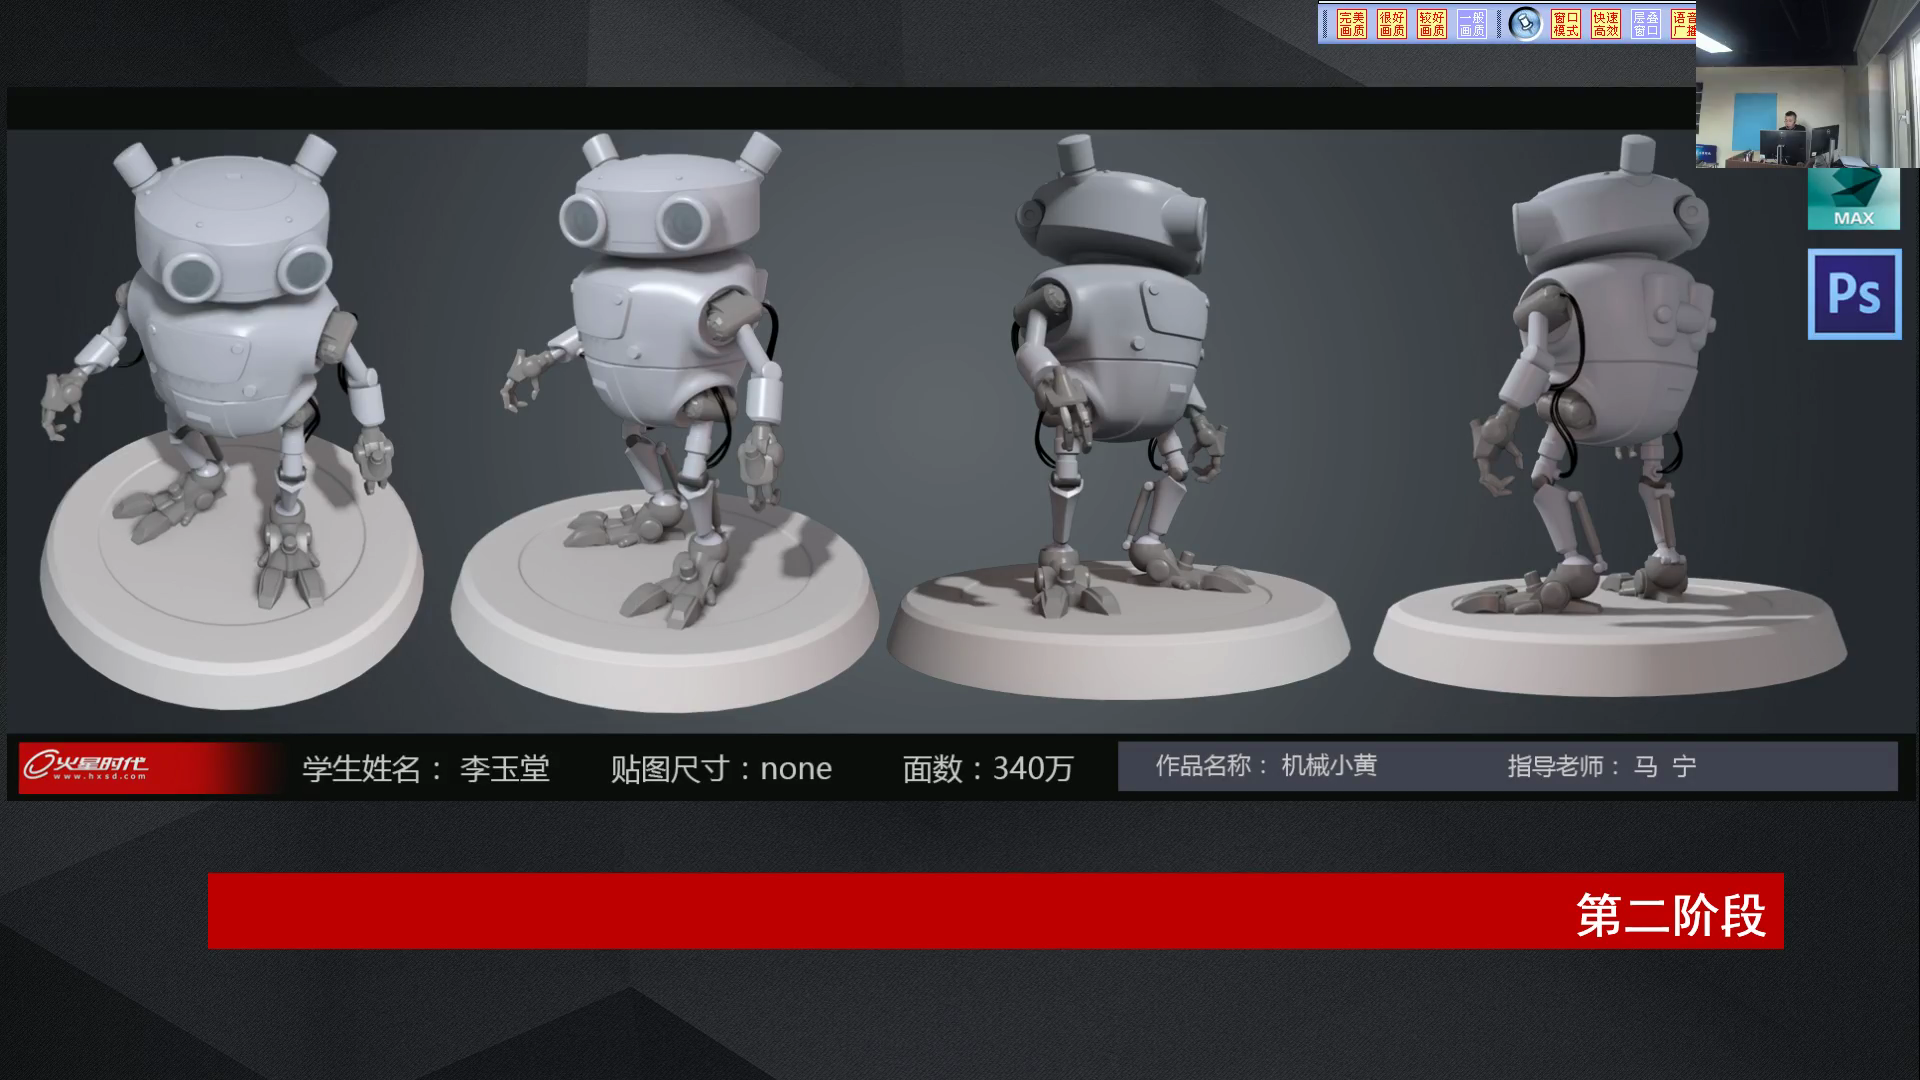 完美画质 很好画质 较好画质 一般画质 窗口模式 快速高效 层叠窗口 语音广播
MAX
Ps
火星时代
www.hxsd.com
学生姓名： 李玉堂 贴图尺寸：none 面数：340万 作品名称： 机械小黄 指导老师： 马 宁
第二阶段